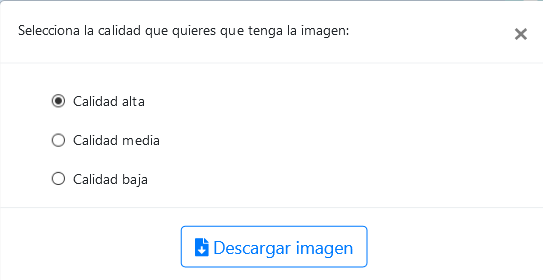 Selecciona la calidad que quieres que tenga la imagen:
Calidad alta
Calidad media
Calidad baja
Descargar imagen